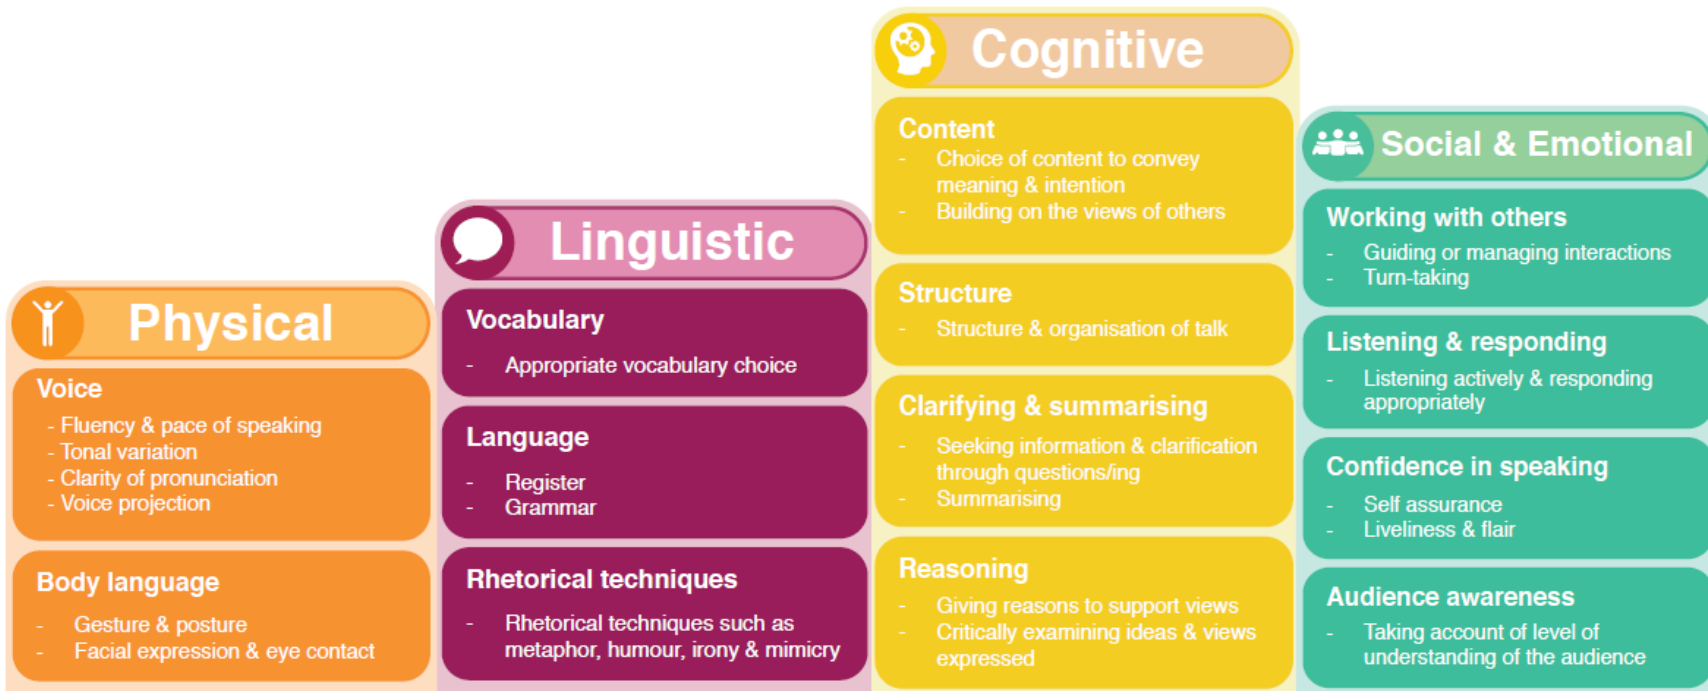 Physical
Voice
- Fluency & pace of speaking
- Tonal variation
- Clarity of pronunciation
- Voice projection
Body language
- Gesture & posture
- Facial expression & eye contact
Linguistic
Vocabulary
- Appropriate vocabulary choice
Language
- Register
- Grammar
Rhetorical techniques
- Rhetorical techniques such as
metaphor, humour, irony & mimicry
Cognitive
Content
- Choice of content to convey
meaning & intention
- Building on the views of others
Structure
- Structure & organisation of talk
Clarifying & summarising
- Seeking information & clarification
through questions/ing
- Summarising
Reasoning
- Giving reasons to support views
- Critically examining ideas & views
expressed
Social & Emotional
Working with others
- Guiding or managing interactions
- Turn-taking
Listening & responding
- Listening actively & responding
appropriately
Confidence in speaking
- Self assurance
- Liveliness & flair
Audience awareness
- Taking account of level of
understanding of the audience